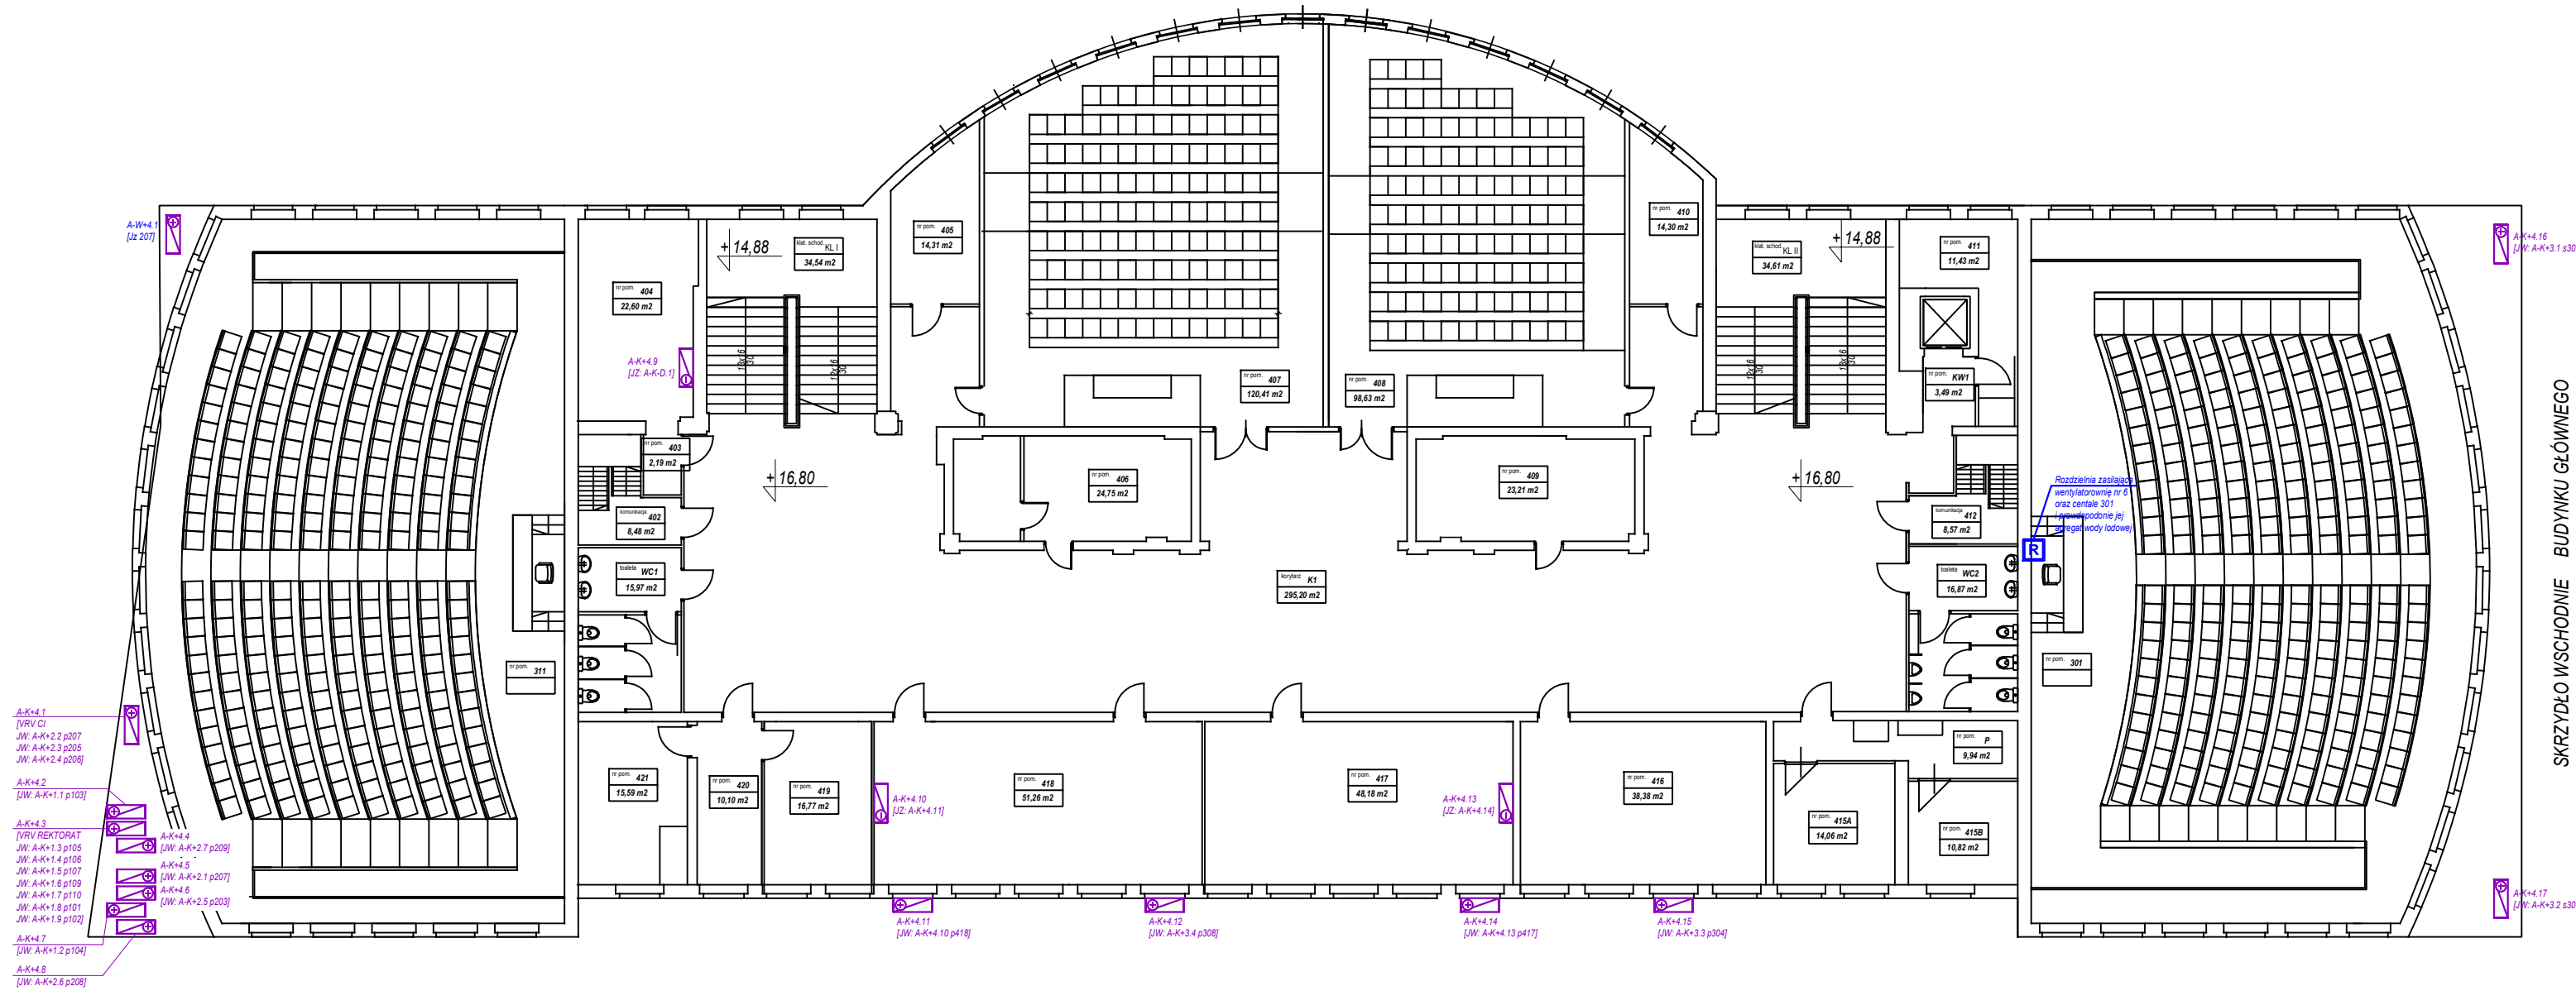 A-W+4.1
[Jz 207]
nr pom. 404
22,60 m2
A-K+4.9
[JZ: A-K-D.1]
+ 14,88
klat. schod. KL I
34,54 m2
13x16
30
12x16
30
nr pom. 403
2,19 m2
komunikacja 402
8,48 m2
toaleta WC1
15,97 m2
nr pom. 311
+ 16,80
nr pom. 405
14,31 m2
nr pom. 407
120,41 m2
nr pom. 408
98,63 m2
nr pom. 406
24,75 m2
nr pom. 409
23,21 m2
korytarz K1
295,20 m2
nr pom. 410
14,30 m2
klat. schod. KL II
34,61 m2
+ 14,88
12x16
30
13x16
30
nr pom. 411
11,43 m2
nr pom. KW1
3,49 m2
+ 16,80
komunikacja 412
8,57 m2
toaleta WC2
16,87 m2
Rozdzielnia zasilająca
wentylatorownię nr 6
oraz centale 301
i prawdopodonie jej
agregat wody lodowej
R
nr pom. 301
A-K+4.16
[JW: A-K+3.1 s30
SKRZYDŁO WSCHODNIE BUDYNKU GŁÓWNEGO
A-K+4.17
[JW: A-K+3.2 s30
A-K+4.1
[VRV CI
JW: A-K+2.2 p207
JW: A-K+2.3 p205
JW: A-K+2.4 p206]
A-K+4.2
[JW: A-K+1.1 p103]
A-K+4.3
[VRV REKTORAT
JW: A-K+1.3 p105
JW: A-K+1.4 p106
JW: A-K+1.5 p107
JW: A-K+1.6 p109
JW: A-K+1.7 p110
JW: A-K+1.8 p101
JW: A-K+1.9 p102]
A-K+4.7
[JW: A-K+1.2 p104]
A-K+4.8
[JW: A-K+2.6 p208]
A-K+4.4
[JW: A-K+2.7 p209]
A-K+4.5
[JW: A-K+2.1 p207]
A-K+4.6
[JW: A-K+2.5 p203]
nr pom. 421
15,59 m2
nr pom. 420
10,10 m2
nr pom. 419
16,77 m2
A-K+4.10
[JZ: A-K+4.11]
nr pom. 418
51,26 m2
nr pom. 417
48,18 m2
A-K+4.13
[JZ: A-K+4.14]
nr pom. 416
38,38 m2
nr pom. 415A
14,06 m2
nr pom. P
9,94 m2
nr pom. 415B
10,82 m2
A-K+4.11
[JW: A-K+4.10 p418]
A-K+4.12
[JW: A-K+3.4 p308]
A-K+4.14
[JW: A-K+4.13 p417]
A-K+4.15
[JW: A-K+3.3 p304]